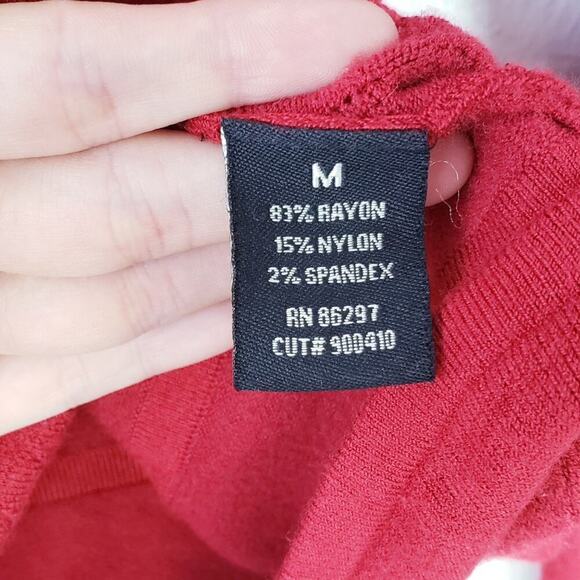 M
83% RAYON
15% NYLON
2% SPANDEX
RN 86297
CUT# 900410